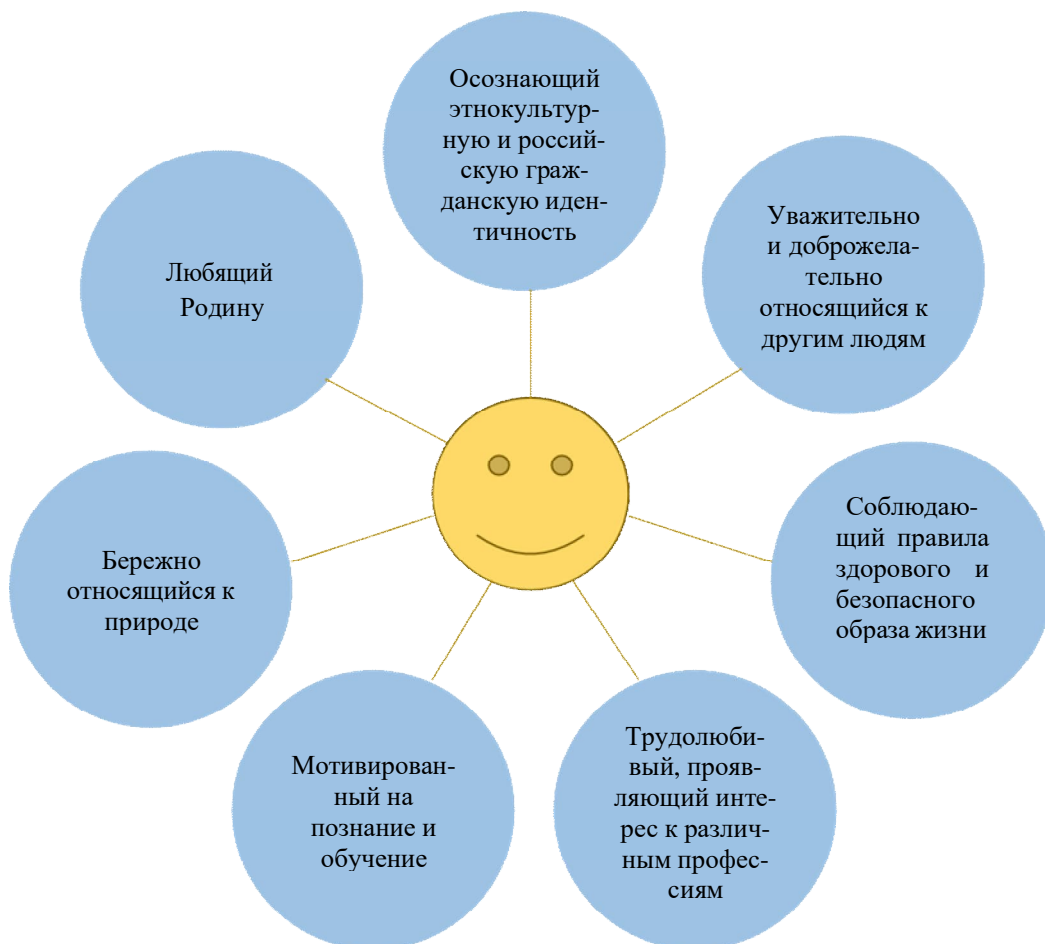 Осознающий
этнокультур-
ную и россий-
скую граж-
данскую иден-
тичность
Уважительно
и доброжела-
тельно
относящийся к
другим людям
Соблюдаю-
щий правила
здорового и
безопасного
образа жизни
Трудолюби-
вый, прояв-
ляющий инте-
рес к различ-
ным профес-
сиям
Мотивирован-
ный на
познание и
обучение
Бережно
относящийся к
природе
Любящий
Родину